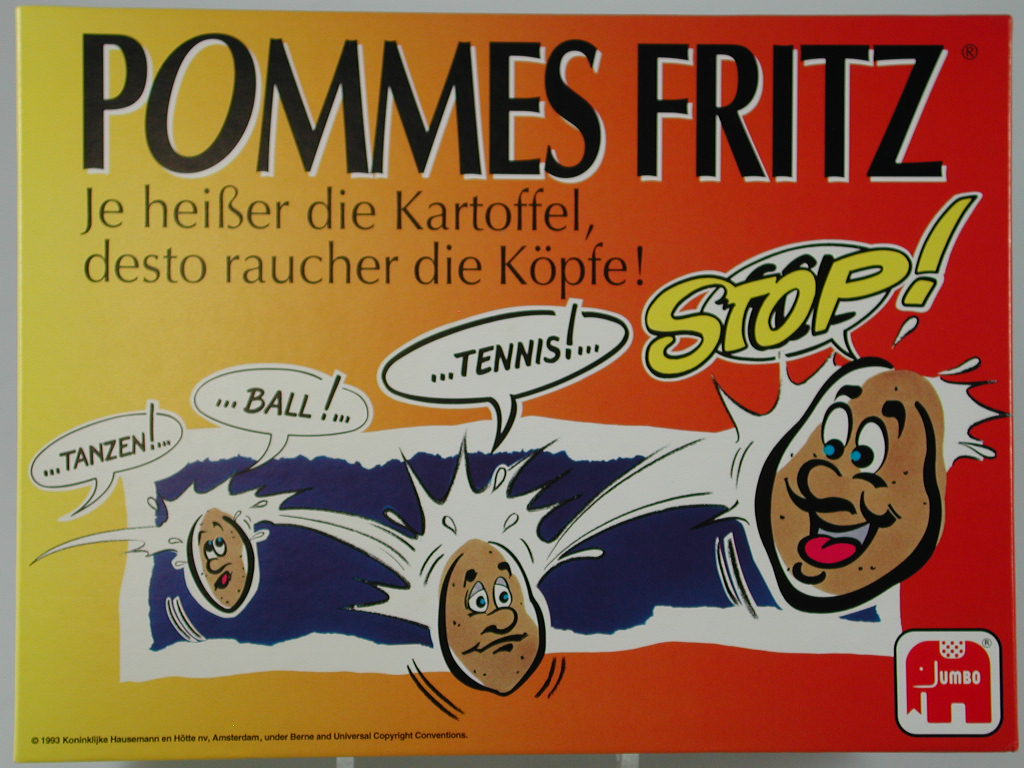 POMMES FRITZ®
Je heißer die Kartoffel,
desto raucher die Köpfe!
STOP!
...TENNIS!...
...BALL!...
...TANZEN!...
JUMBO®
© 1993 Koninklijke Hausemann en Hötte nv, Amsterdam, under Berne and Universal Copyright Conventions.